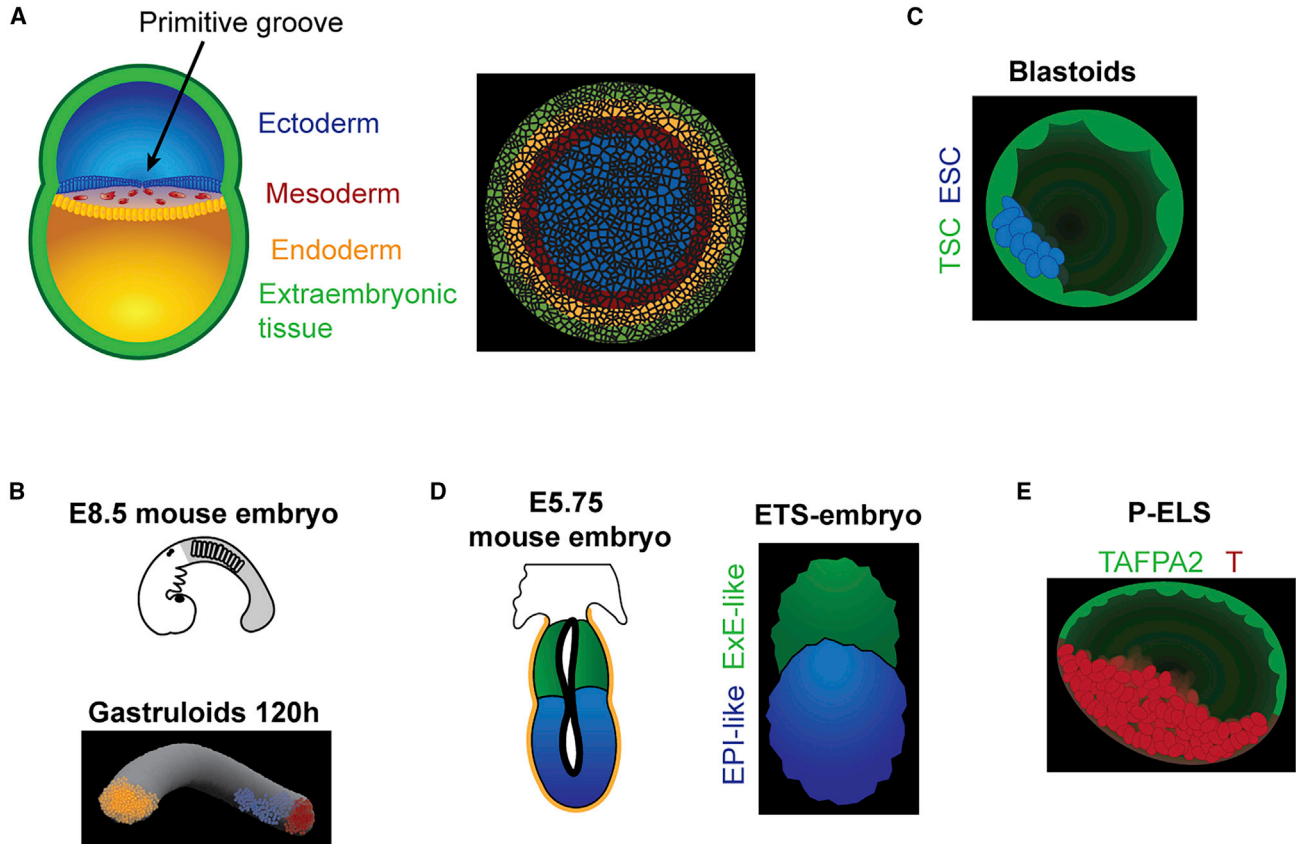 A
Primitive groove
Ectoderm
Mesoderm
Endoderm
Extraembryonic
tissue
C
Blastoids
TSC ESC
B
E8.5 mouse embryo
Gastruloids 120h
D
E5.75
mouse embryo
ETS-embryo
EPI-like ExE-like
E
P-ELS
TAFPA2 T